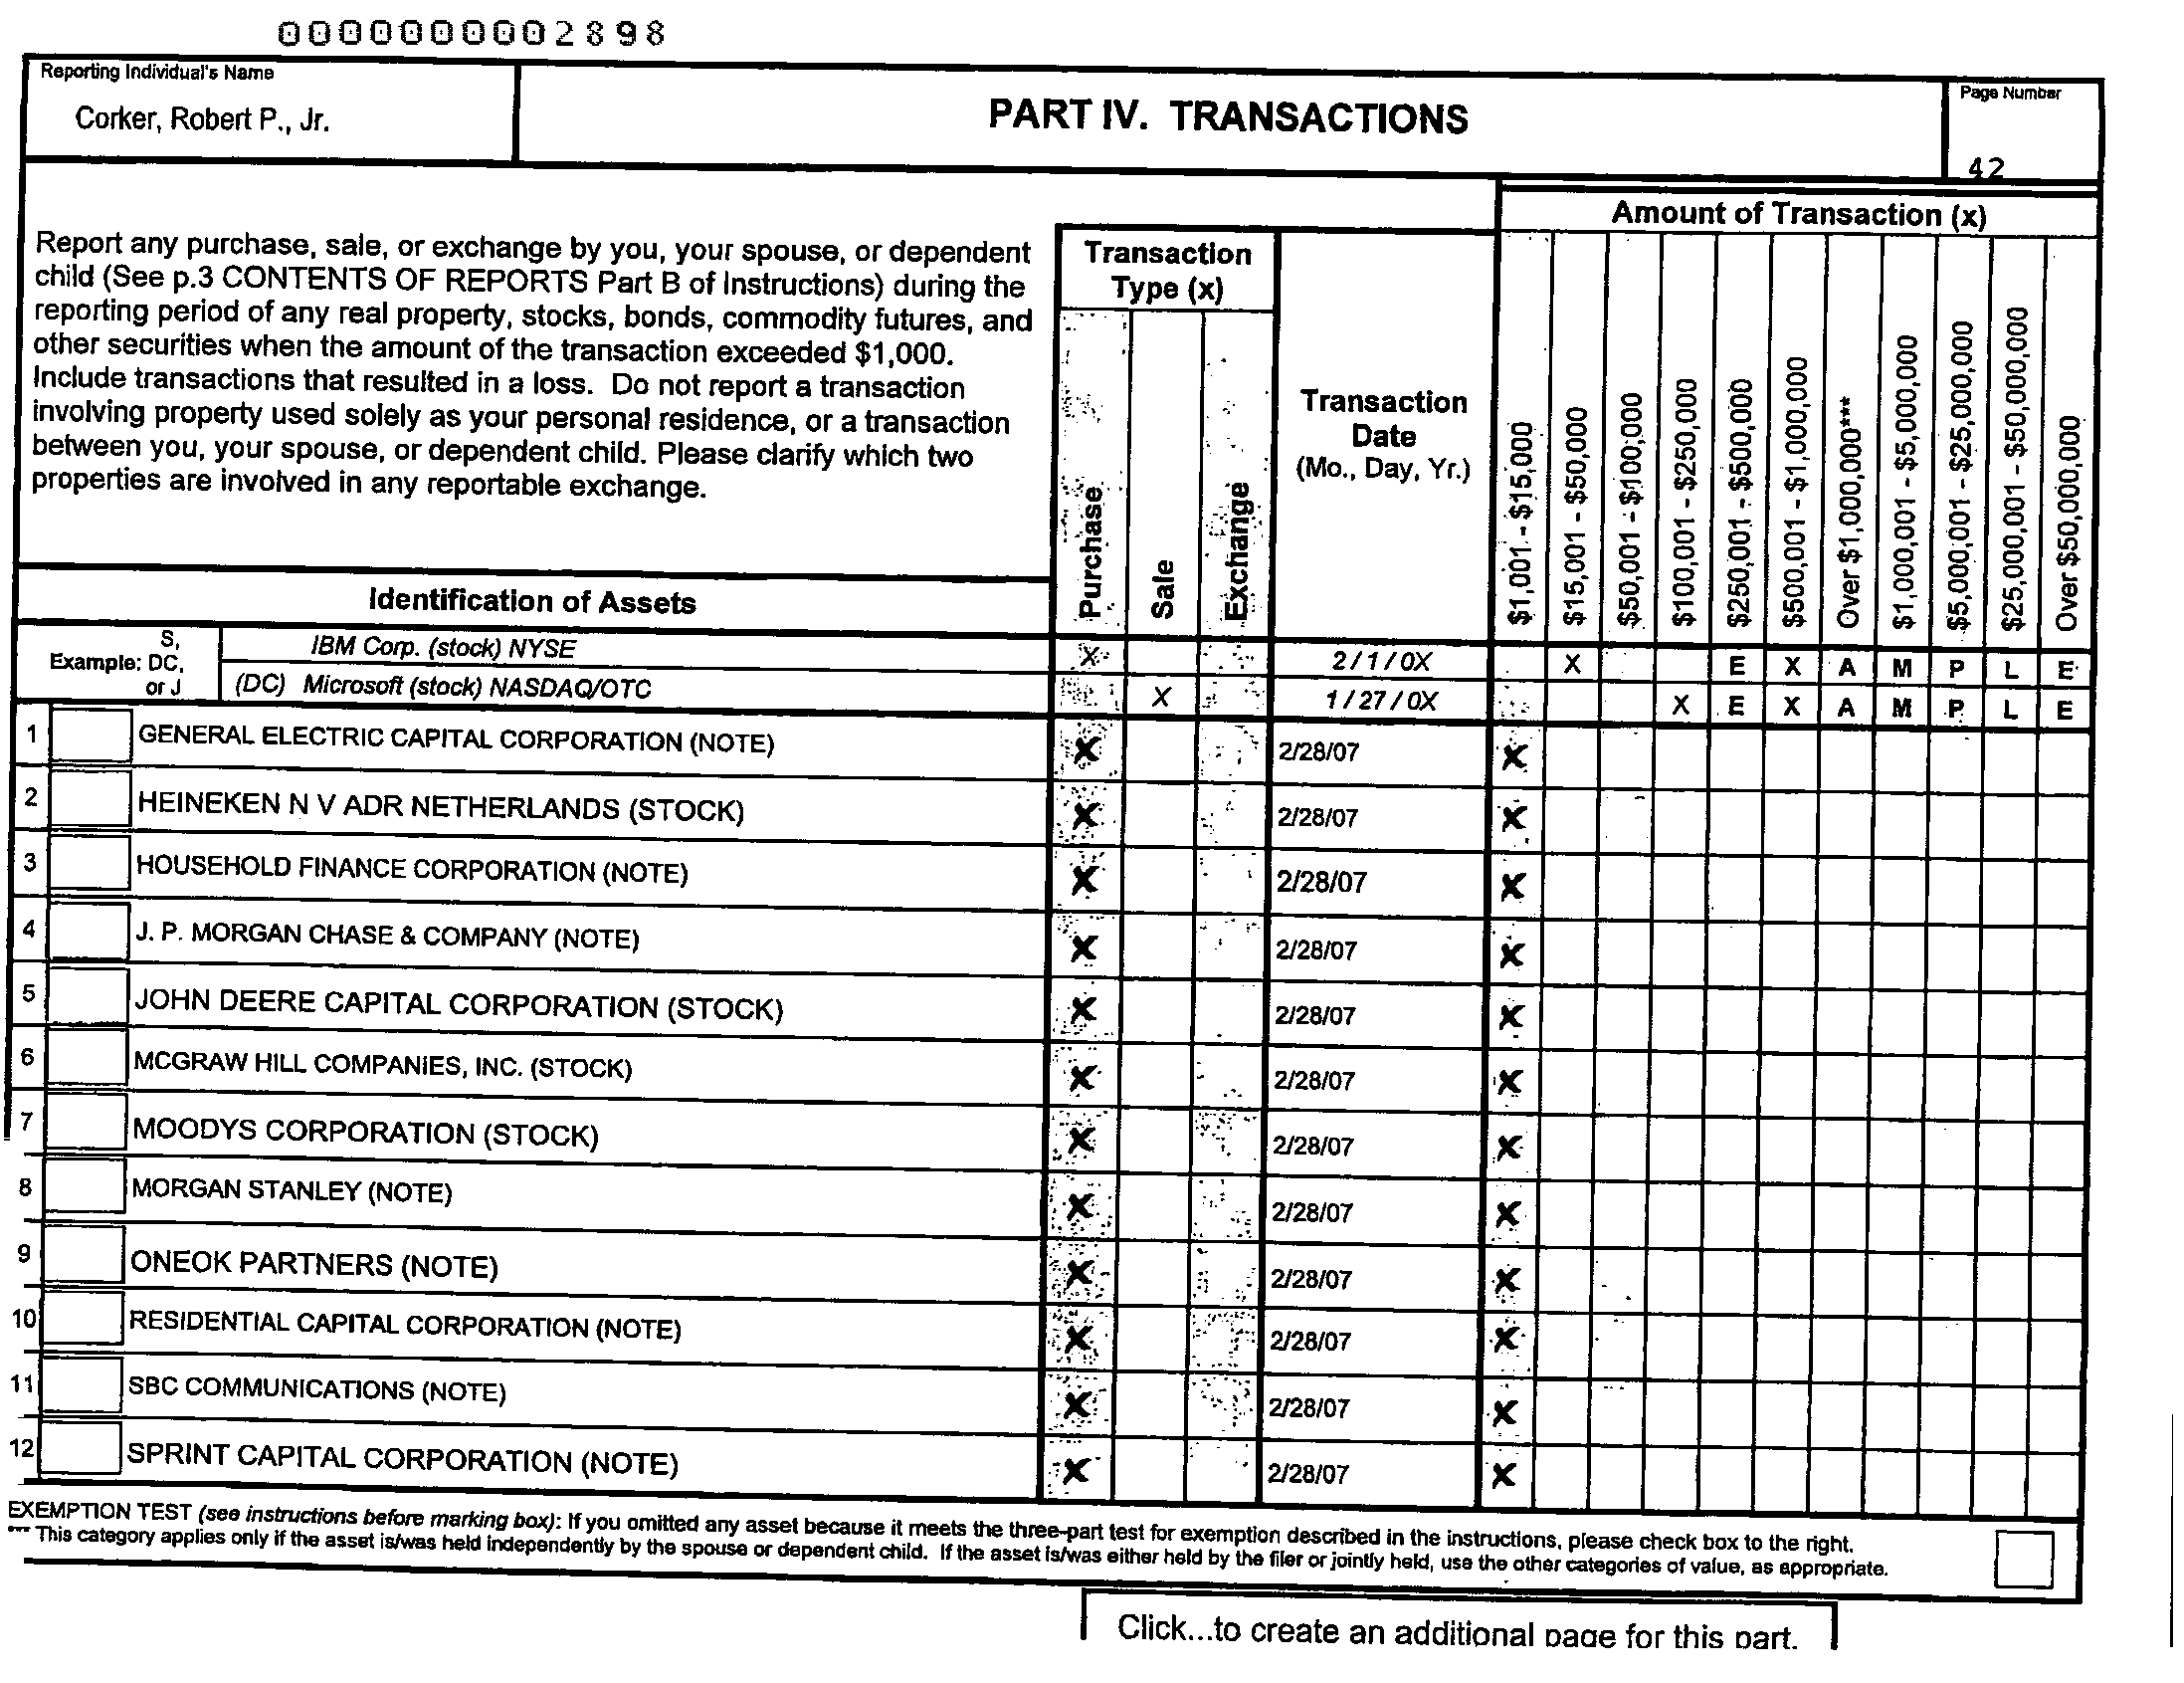 0000000002898
Reporting Individual's Name
Corker, Robert P., Jr.
PART IV. TRANSACTIONS
Page Number
42
Report any purchase, sale, or exchange by you, your spouse, or dependent
child (See p.3 CONTENTS OF REPORTS Part B of Instructions) during the
reporting period of any real property, stocks, bonds, commodity futures, and
other securities when the amount of the transaction exceeded $1,000.
Include transactions that resulted in a loss. Do not report a transaction
involving property used solely as your personal residence, or a transaction
between you, your spouse, or dependent child. Please clarify which two
properties are involved in any reportable exchange.
Transaction
Type (x)
Purchase
Sale
Exchange
Transaction
Date
(Mo., Day, Yr.)
Amount of Transaction (x)
$1,001 - $15,000
$15,001 - $50,000
$50,001 - $100,000
$100,001 - $250,000
$250,001 - $500,000
$500,001 - $1,000,000
Over $1,000,000***
$1,000,001 - $5,000,000
$5,000,001 - $25,000,000
$25,000,001 - $50,000,000
Over $50,000,000
Identification of Assets
S,
Example: DC,
or J
IBM Corp. (stock) NYSE X 2 / 1 / 0X X E X A M P L E
(DC) Microsoft (stock) NASDAQ/OTC X 1 / 27 / 0X X E X A M P L E
1 GENERAL ELECTRIC CAPITAL CORPORATION (NOTE) X 2/28/07 X
2 HEINEKEN N V ADR NETHERLANDS (STOCK) X 2/28/07 X
3 HOUSEHOLD FINANCE CORPORATION (NOTE) X 2/28/07 X
4 J. P. MORGAN CHASE & COMPANY (NOTE) X 2/28/07 X
5 JOHN DEERE CAPITAL CORPORATION (STOCK) X 2/28/07 X
6 MCGRAW HILL COMPANIES, INC. (STOCK) X 2/28/07 X
7 MOODYS CORPORATION (STOCK) X 2/28/07 X
8 MORGAN STANLEY (NOTE) X 2/28/07 X
9 ONEOK PARTNERS (NOTE) X 2/28/07 X
10 RESIDENTIAL CAPITAL CORPORATION (NOTE) X 2/28/07 X
11 SBC COMMUNICATIONS (NOTE) X 2/28/07 X
12 SPRINT CAPITAL CORPORATION (NOTE) X 2/28/07 X
EXEMPTION TEST (see instructions before marking box): If you omitted any asset because it meets the three-part test for exemption described in the instructions, please check box to the right.
*** This category applies only if the asset is/was held independently by the spouse or dependent child. If the asset is/was either held by the filer or jointly held, use the other categories of value, as appropriate.
Click...to create an additional page for this part.